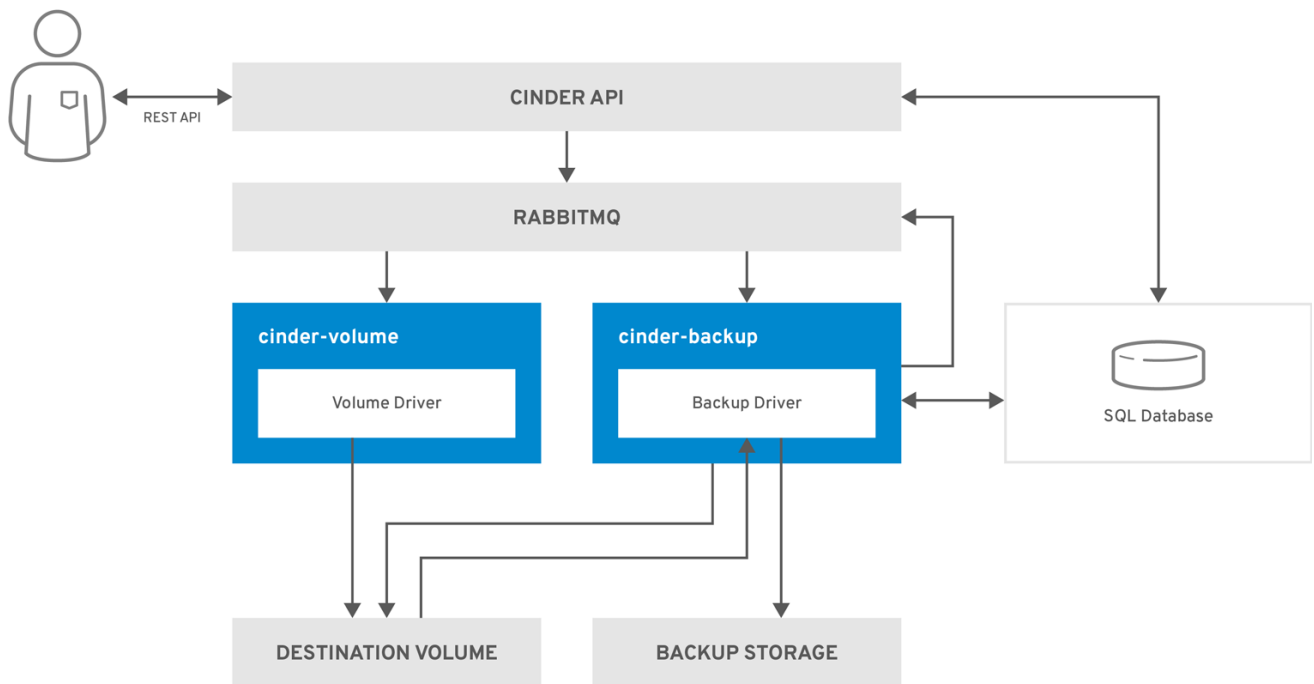 CINDER API
REST API
RABBITMQ
cinder-volume
cinder-backup
Volume Driver
Backup Driver
SQL Database
DESTINATION VOLUME
BACKUP STORAGE